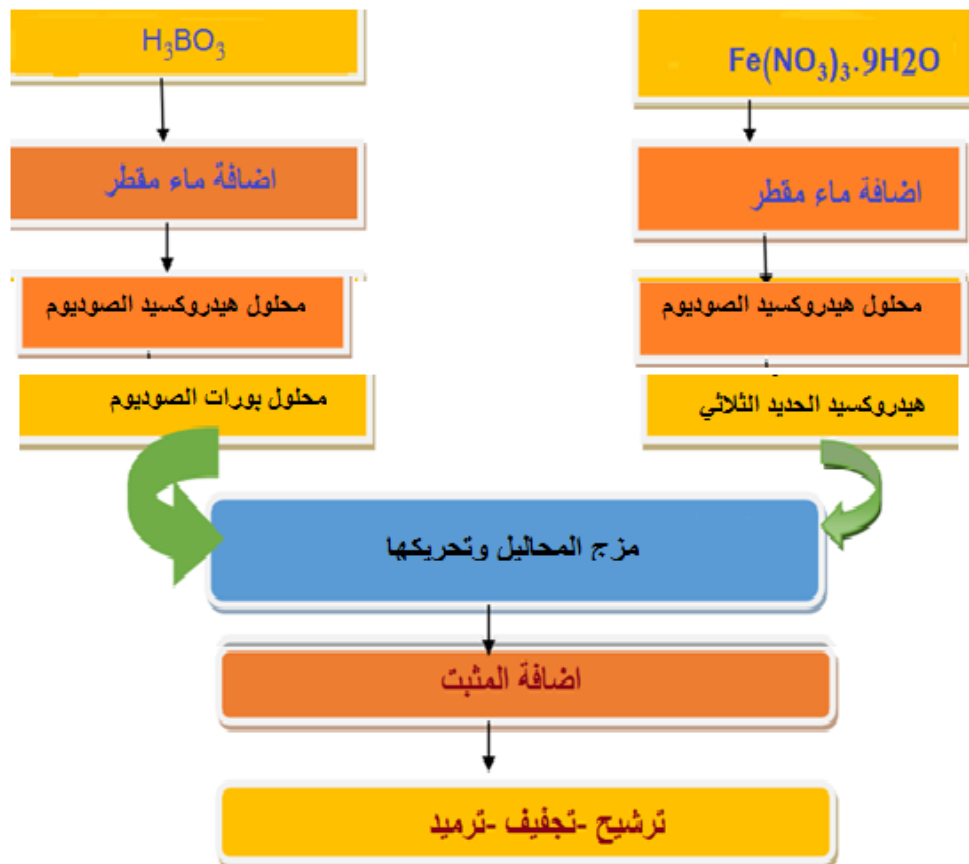 H₃BO₃
Fe(NO₃)₃.9H2O
اضافة ماء مقطر
اضافة ماء مقطر
محلول هيدروكسيد الصوديوم
محلول هيدروكسيد الصوديوم
محلول بورات الصوديوم
هيدروكسيد الحديد الثلاثي
مزج المحاليل وتحريكها
اضافة المثبت
ترشيح -تجفيف -ترميد